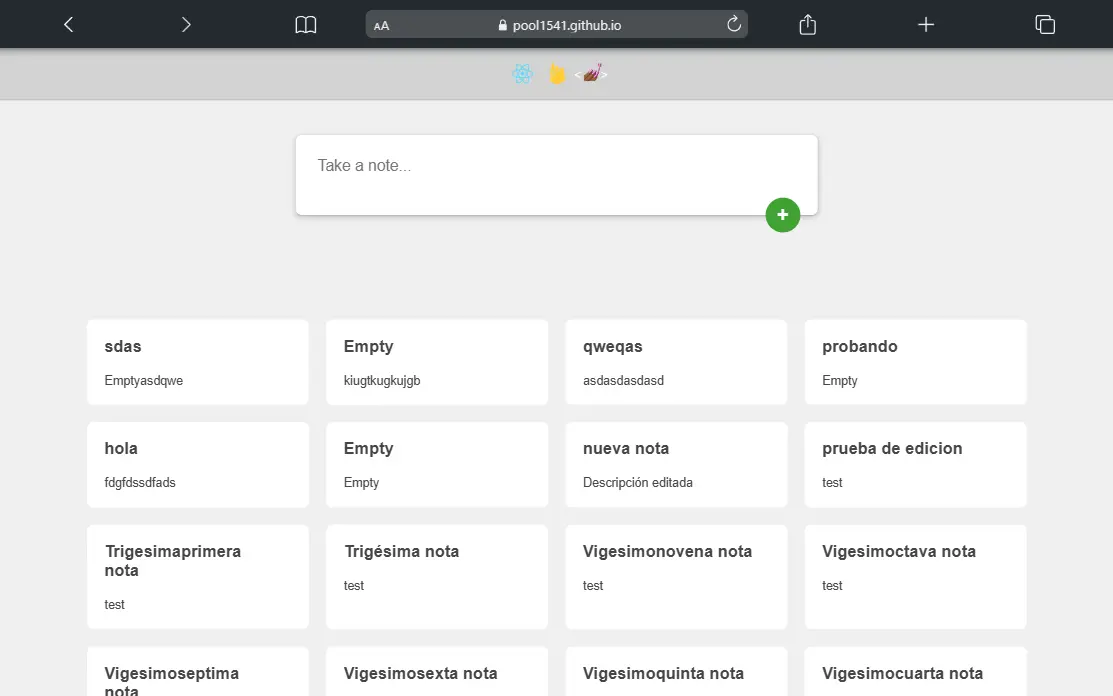 AA pool1541.github.io
< >
Take a note...
+
sdas
Emptyasdqwe
Empty
kiugtkugkujgb
qweqas
asdasdasdasd
probando
Empty
hola
fdgfdssdfads
Empty
Empty
nueva nota
Descripción editada
prueba de edicion
test
Trigesimaprimera
nota
test
Trigésima nota
test
Vigesimonovena nota
test
Vigesimoctava nota
test
Vigesimoseptima
nota
Vigesimosexta nota
Vigesimoquinta nota
Vigesimocuarta nota